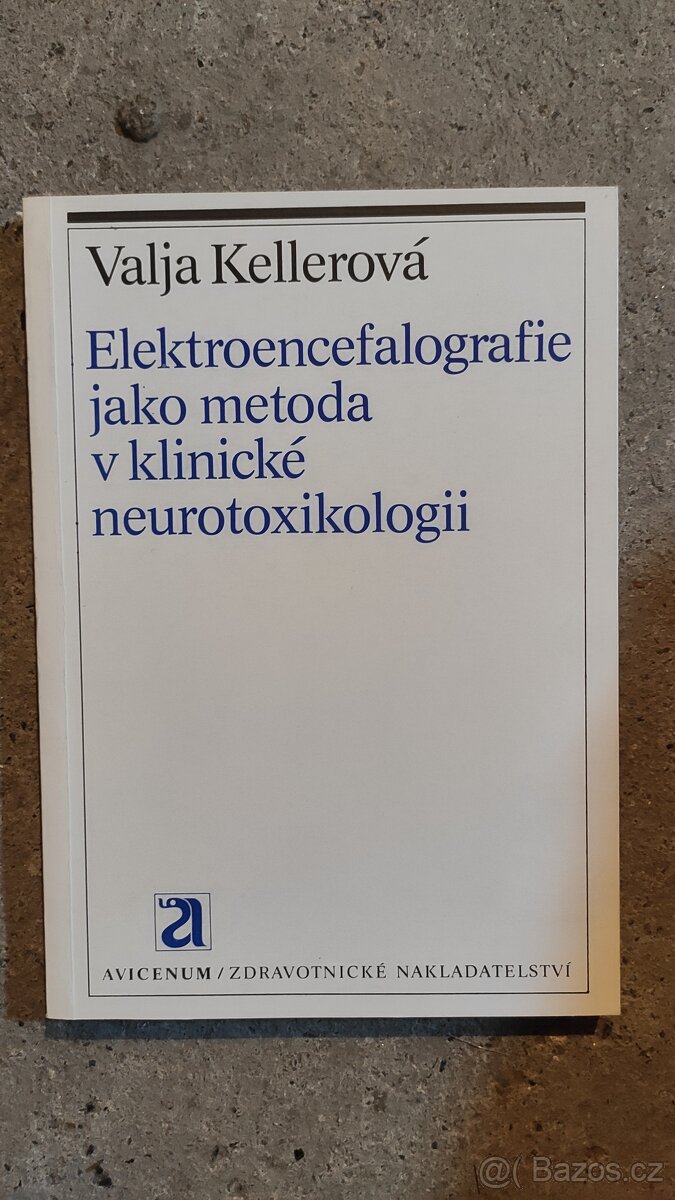 Valja Kellerová
Elektroencefalografie
jako metoda
v klinické
neurotoxikologii
a
AVICENUM / ZDRAVOTNICKÉ NAKLADATELSTVÍ
@( Bazos.cz